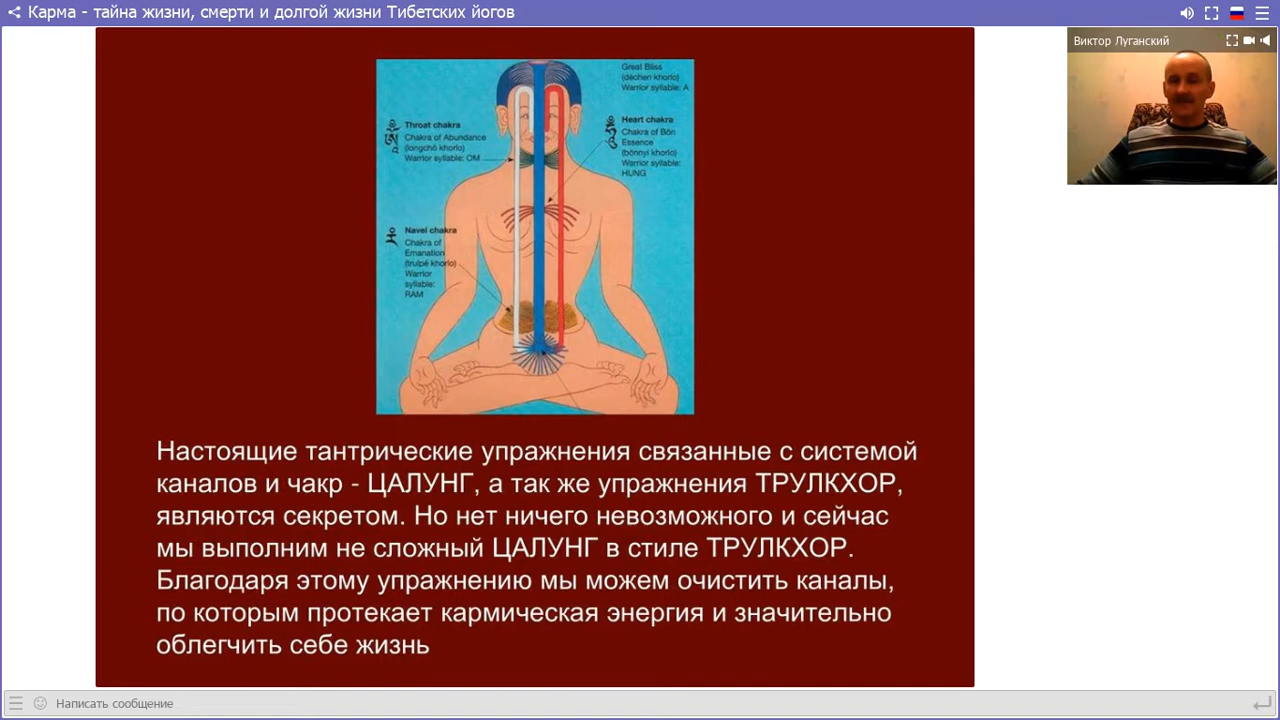 Карма - тайна жизни, смерти и долгой жизни Тибетских йогов
Виктор Луганский
Great Bliss
(déchen khorlo)
Warrior syllable: A
Throat chakra
Chakra of Abundance
(longchö khorlo)
Warrior syllable: OM
Heart chakra
Chakra of Bön
Essence
(bönnyi khorlo)
Warrior syllable:
HUNG
Navel chakra
Chakra of
Emanation
(trulpé khorlo)
Warrior
syllable:
RAM
Настоящие тантрические упражнения связанные с системой
каналов и чакр - ЦАЛУНГ, а так же упражнения ТРУЛКХОР,
являются секретом. Но нет ничего невозможного и сейчас
мы выполним не сложный ЦАЛУНГ в стиле ТРУЛКХОР.
Благодаря этому упражнению мы можем очистить каналы,
по которым протекает кармическая энергия и значительно
облегчить себе жизнь
Написать сообщение